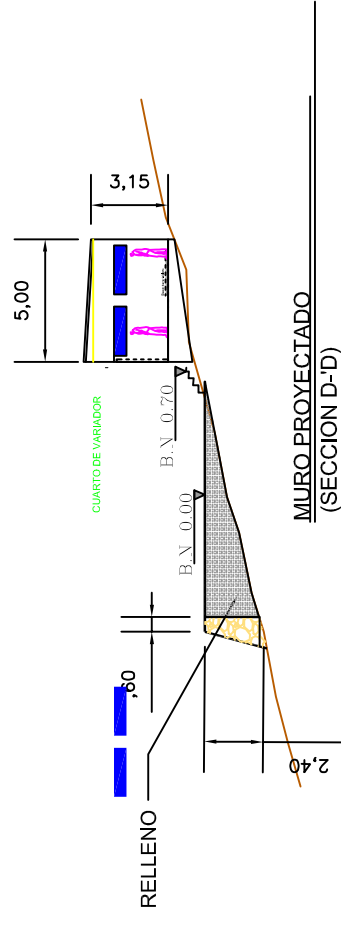 5,00
3,15
CUARTO DE VARIADOR
B.N 0.70
B.N 0.00
,60
RELLENO
2,40
MURO PROYECTADO
(SECCION D-'D)